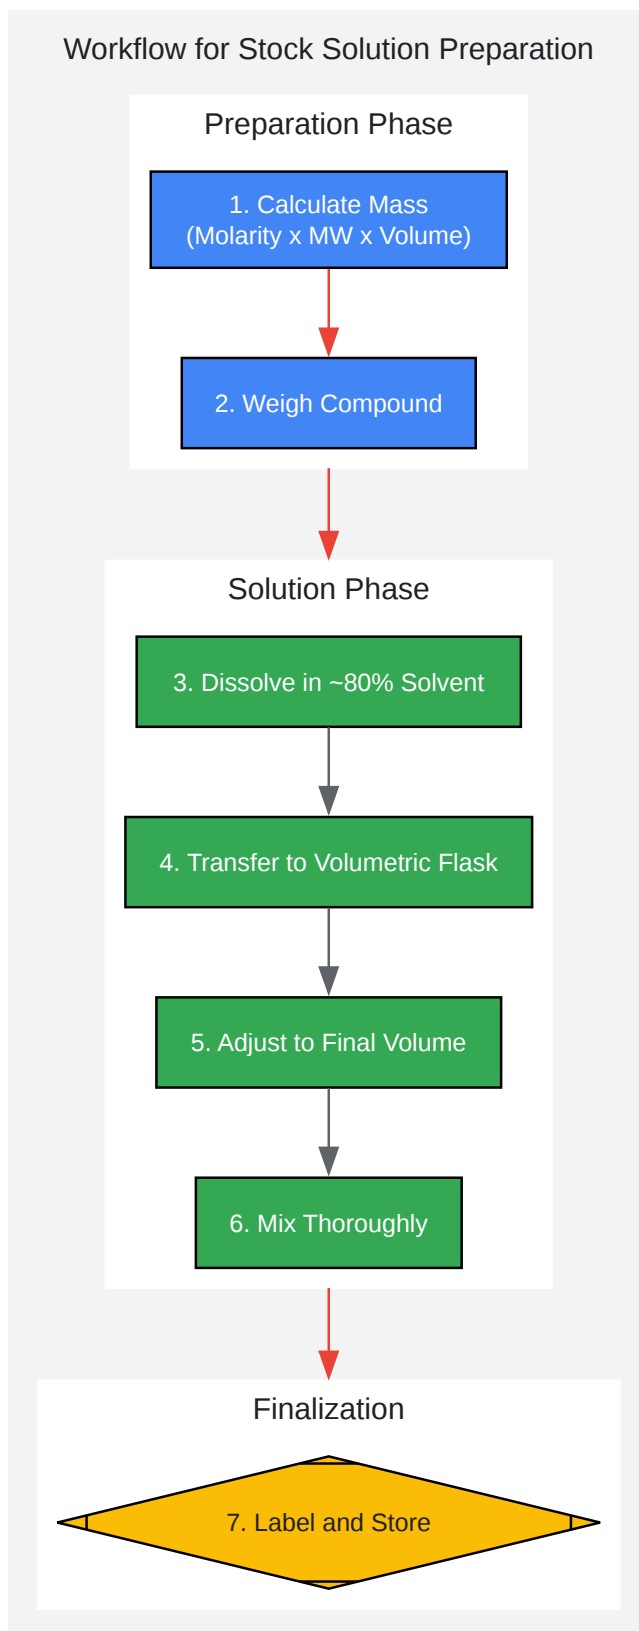 Workflow for Stock Solution Preparation
Preparation Phase
1. Calculate Mass
(Molarity x MW x Volume)
2. Weigh Compound
Solution Phase
3. Dissolve in ~80% Solvent
4. Transfer to Volumetric Flask
5. Adjust to Final Volume
6. Mix Thoroughly
Finalization
7. Label and Store